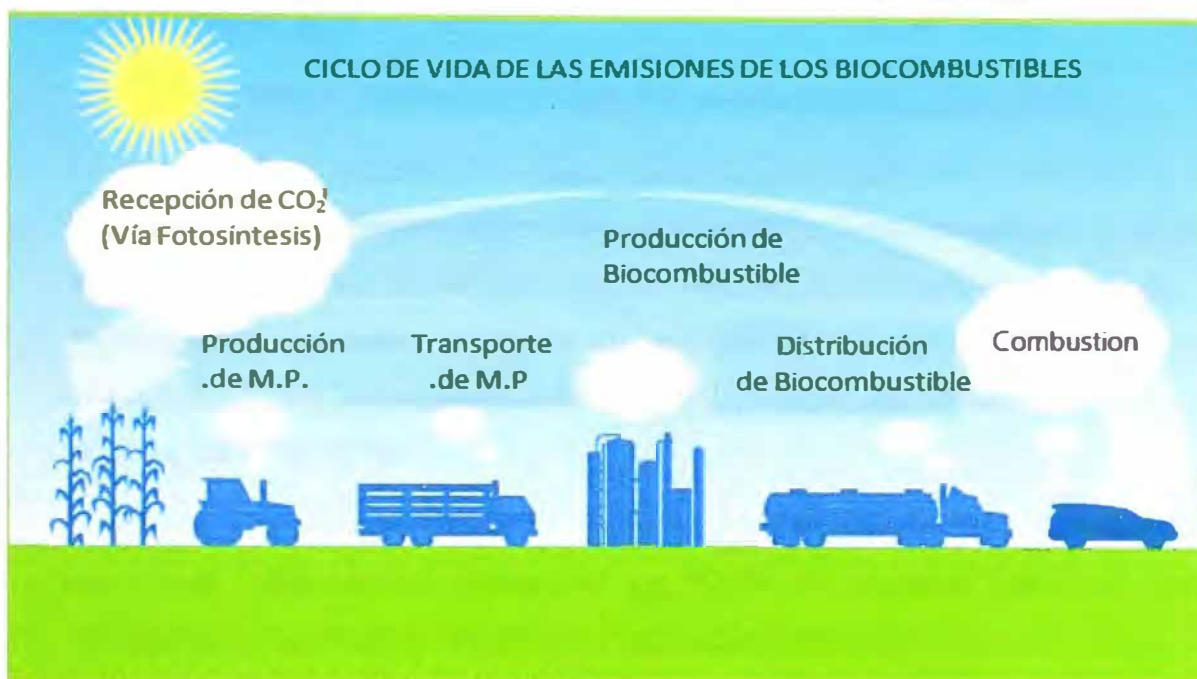 CICLO DE VIDA DE LAS EMISIONES DE LOS BIOCOMBUSTIBLES
Recepción de CO₂
(Vía Fotosíntesis)
Producción de
Biocombustible
Producción
.de M.P.
Transporte
.de M.P
Distribución
de Biocombustible
Combustion